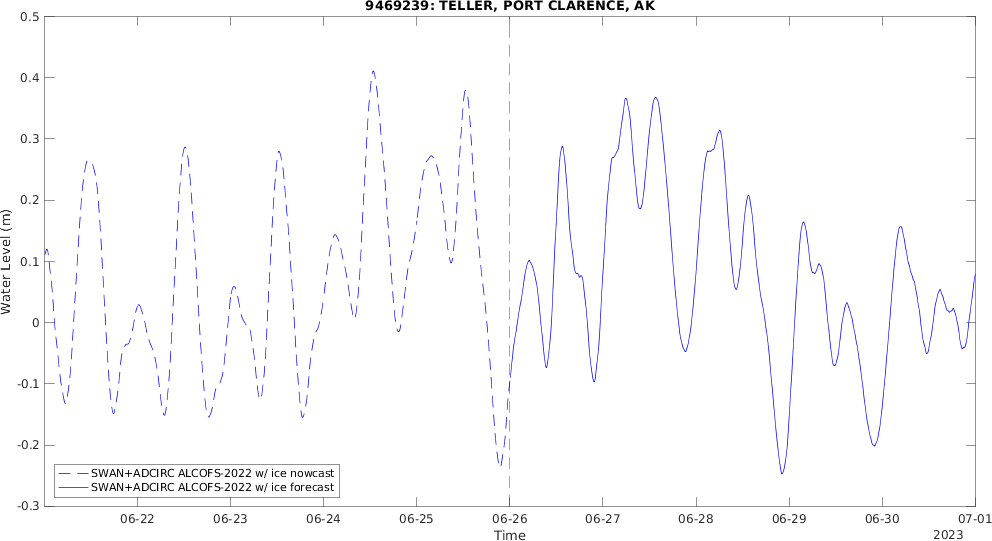 9469239: TELLER, PORT CLARENCE, AK
0.5
0.4
0.3
0.2
0.1
0
-0.1
-0.2
-0.3
Water Level (m)
SWAN+ADCIRC ALCOFS-2022 w/ ice nowcast
SWAN+ADCIRC ALCOFS-2022 w/ ice forecast
06-22 06-23 06-24 06-25 06-26 06-27 06-28 06-29 06-30 07-01
Time
2023